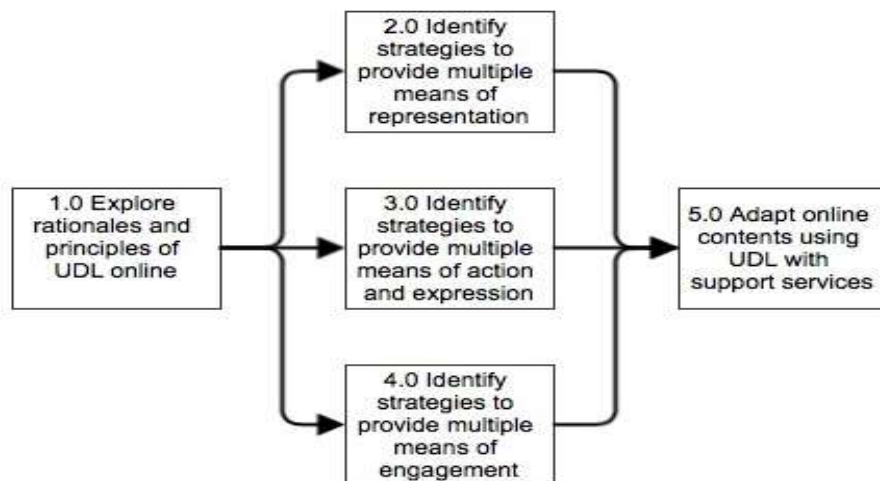 2.0 Identify
strategies to
provide multiple
means of
representation
1.0 Explore
rationales and
principles of
UDL online
3.0 Identify
strategies to
provide multiple
means of action
and expression
5.0 Adapt online
contents using
UDL with
support services
4.0 Identify
strategies to
provide multiple
means of
engagement